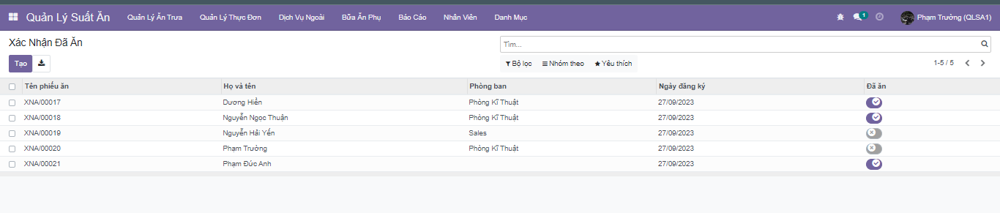 Quản Lý Suất Ăn Quản Lý Ăn Trưa Quản Lý Thực Đơn Dịch Vụ Ngoài Bữa Ăn Phụ Báo Cáo Nhân Viên Danh Mục 1 Phạm Trưởng (QLSA1)
Xác Nhận Đã Ăn
Tìm...
Tạo
Bộ lọc Nhóm theo Yêu thích 1-5 / 5
Tên phiếu ăn Họ và tên Phòng ban Ngày đăng ký Đã ăn
XNA/00017 Dương Hiển Phòng Kĩ Thuật 27/09/2023
XNA/00018 Nguyễn Ngọc Thuận Phòng Kĩ Thuật 27/09/2023
XNA/00019 Nguyễn Hải Yến Sales 27/09/2023
XNA/00020 Phạm Trưởng Phòng Kĩ Thuật 27/09/2023
XNA/00021 Phạm Đức Anh 27/09/2023